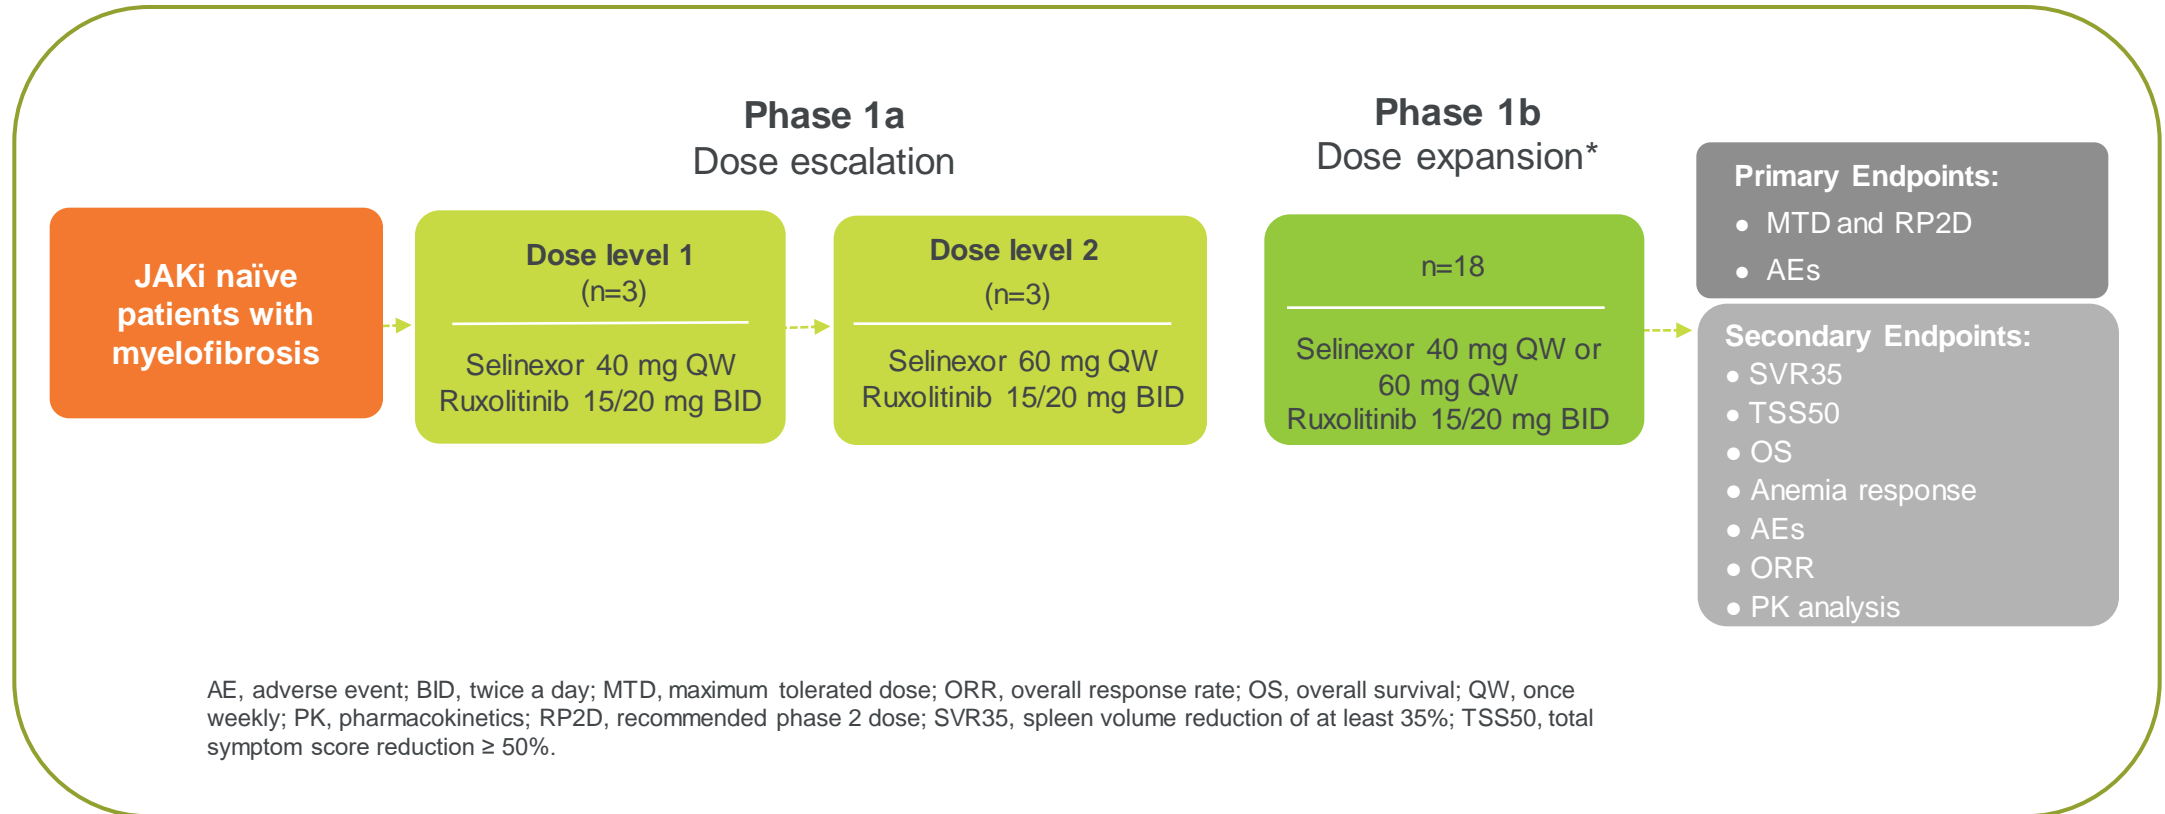 Phase 1a
Dose escalation
Phase 1b
Dose expansion*
JAKi naïve
patients with
myelofibrosis
Dose level 1
(n=3)
Selinexor 40 mg QW
Ruxolitinib 15/20 mg BID
Dose level 2
(n=3)
Selinexor 60 mg QW
Ruxolitinib 15/20 mg BID
n=18
Selinexor 40 mg QW or
60 mg QW
Ruxolitinib 15/20 mg BID
Primary Endpoints:
● MTD and RP2D
● AEs
Secondary Endpoints:
● SVR35
● TSS50
● OS
● Anemia response
● AEs
● ORR
● PK analysis
AE, adverse event; BID, twice a day; MTD, maximum tolerated dose; ORR, overall response rate; OS, overall survival; QW, once
weekly; PK, pharmacokinetics; RP2D, recommended phase 2 dose; SVR35, spleen volume reduction of at least 35%; TSS50, total
symptom score reduction ≥ 50%.